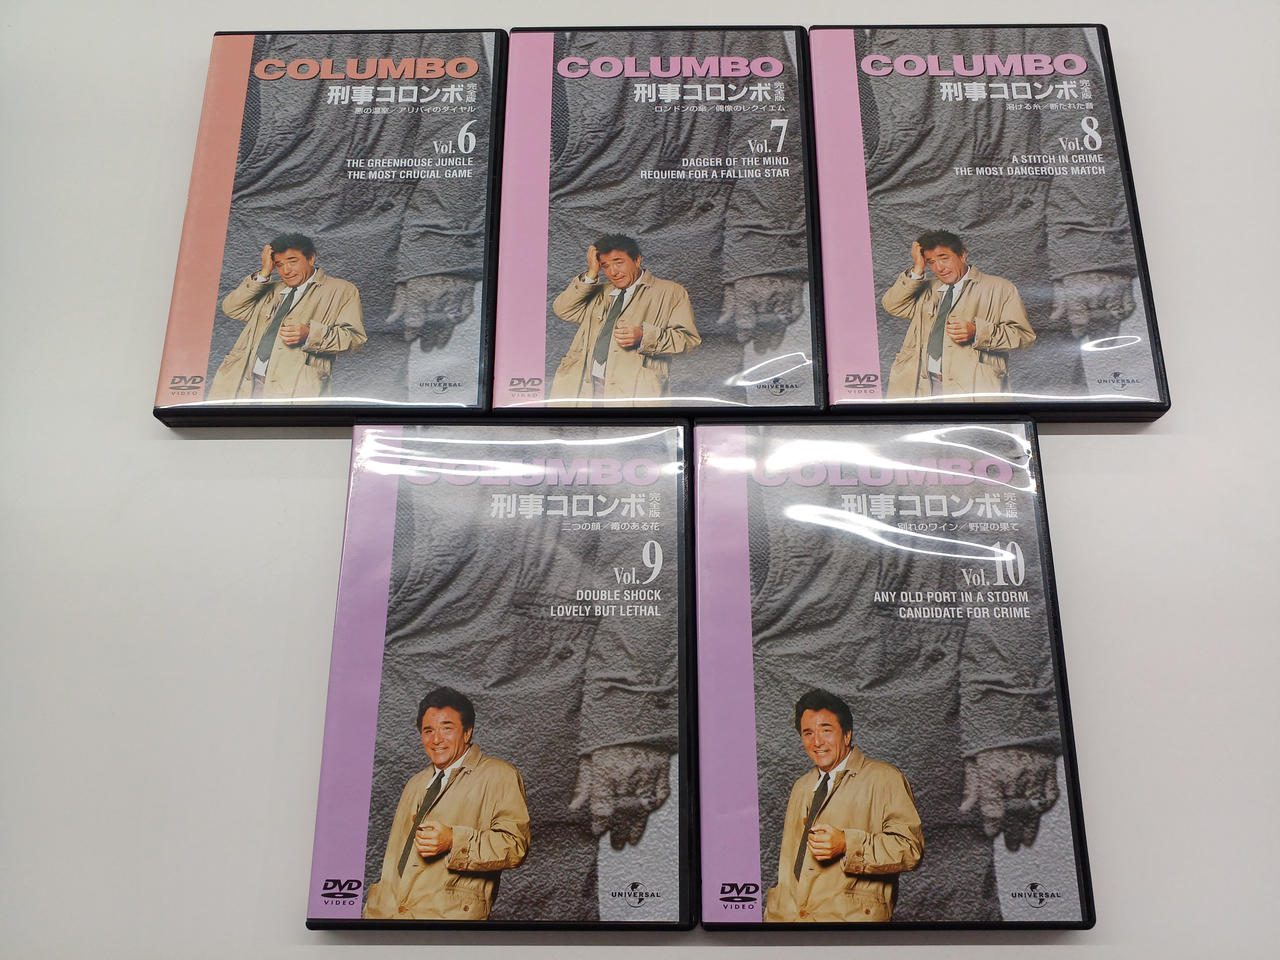 COLUMBO
刑事コロンボ 完全版
悪の温室／アリバイのダイヤル
Vol.6
THE GREENHOUSE JUNGLE
THE MOST CRUCIAL GAME
DVD
VIDEO
UNIVERSAL
COLUMBO
刑事コロンボ 完全版
ロンドンの傘／偶像のレクイエム
Vol.7
DAGGER OF THE MIND
REQUIEM FOR A FALLING STAR
DVD
VIDEO
UNIVERSAL
COLUMBO
刑事コロンボ 完全版
溶ける糸／断たれた音
Vol.8
A STITCH IN CRIME
THE MOST DANGEROUS MATCH
DVD
VIDEO
UNIVERSAL
COLUMBO
刑事コロンボ 完全版
二つの顔／毒のある花
Vol.9
DOUBLE SHOCK
LOVELY BUT LETHAL
DVD
VIDEO
UNIVERSAL
COLUMBO
刑事コロンボ 完全版
別れのワイン／野望の果て
Vol.10
ANY OLD PORT IN A STORM
CANDIDATE FOR CRIME
DVD
VIDEO
UNIVERSAL